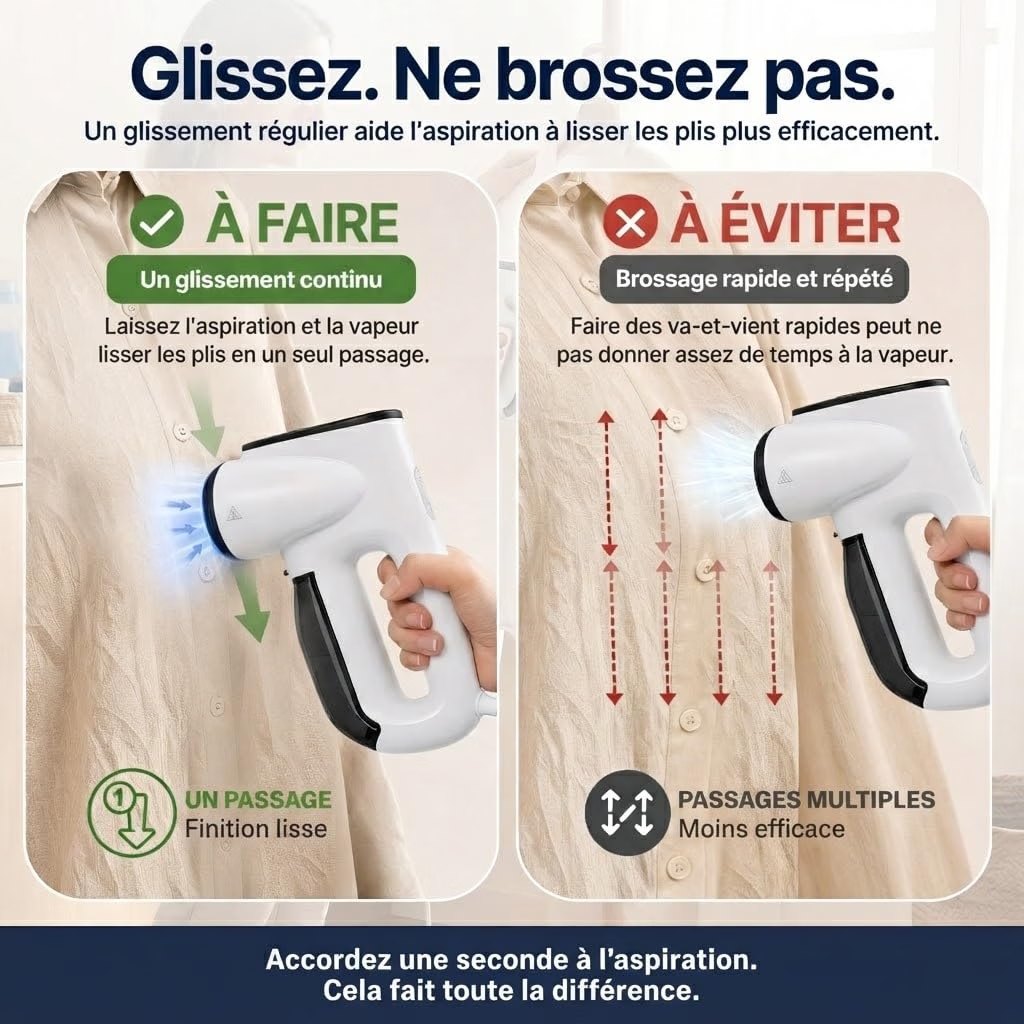 Glissez. Ne brossez pas.
Un glissement régulier aide l'aspiration à lisser les plis plus efficacement.
À FAIRE
Un glissement continu
Laissez l'aspiration et la vapeur
lisser les plis en un seul passage.
1
UN PASSAGE
Finition lisse
À ÉVITER
Brossage rapide et répété
Faire des va-et-vient rapides peut ne
pas donner assez de temps à la vapeur.
PASSAGES MULTIPLES
Moins efficace
Accordez une seconde à l'aspiration.
Cela fait toute la différence.